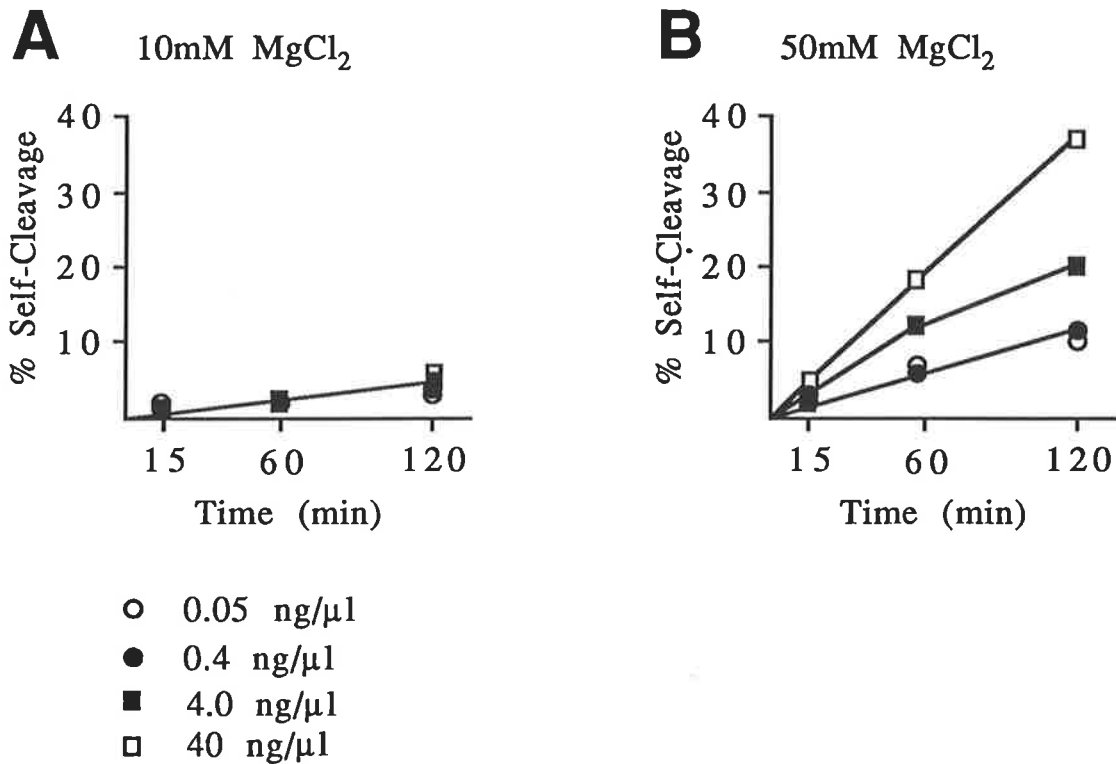 A 10mM MgCl₂
% Self-Cleavage
40
30
20
10
15 60 120
Time (min)
B 50mM MgCl₂
% Self-Cleavage
40
30
20
10
15 60 120
Time (min)
0.05 ng/µl
0.4 ng/µl
4.0 ng/µl
40 ng/µl